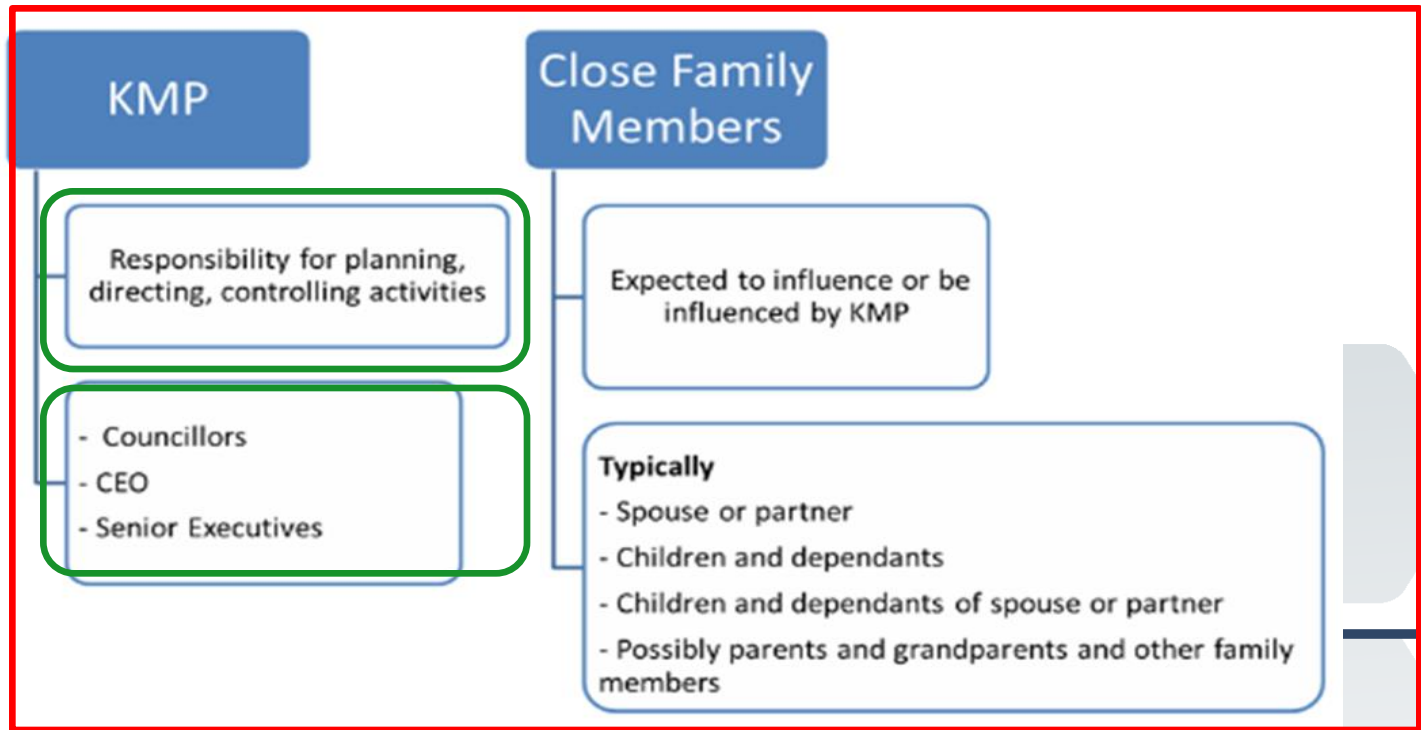 KMP
Responsibility for planning,
directing, controlling activities
- Councillors
- CEO
- Senior Executives
Close Family
Members
Expected to influence or be
influenced by KMP
Typically
- Spouse or partner
- Children and dependants
- Children and dependants of spouse or partner
- Possibly parents and grandparents and other family
members